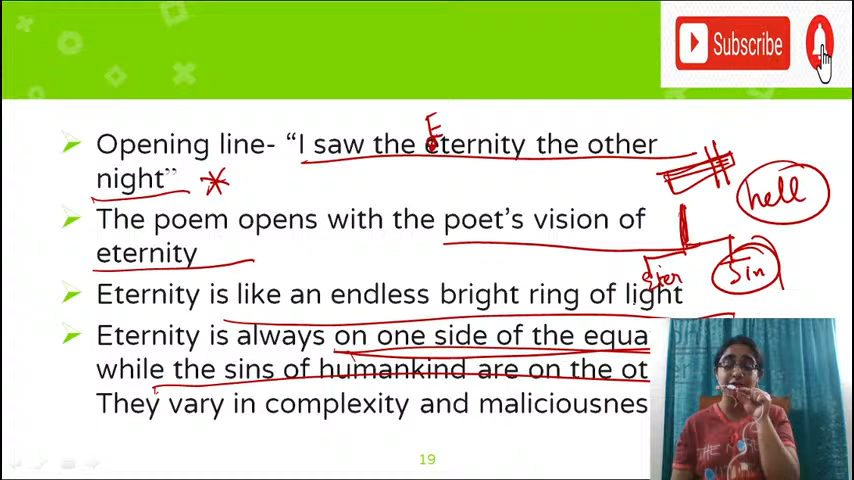 Subscribe
E
Opening line- “I saw the eternity the other
night”
hell
The poem opens with the poet’s vision of
eternity
Sin
Eternity is like an endless bright ring of light
Eternity is always on one side of the equa
while the sins of humankind are on the ot
They vary in complexity and maliciousnes
19